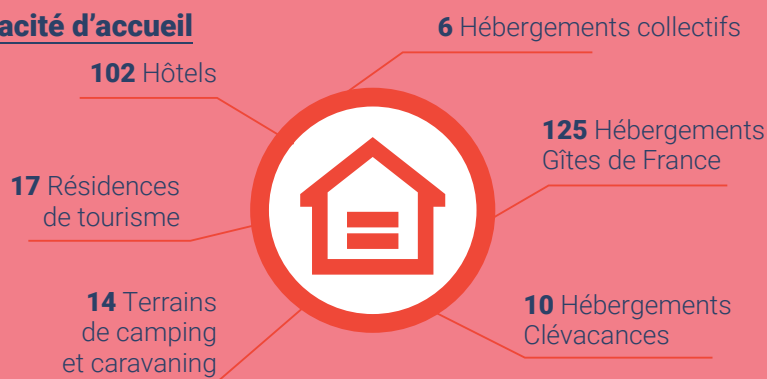 acité d’accueil
6 Hébergements collectifs
102 Hôtels
125 Hébergements
Gîtes de France
17 Résidences
de tourisme
14 Terrains
de camping
et caravaning
10 Hébergements
Clévacances